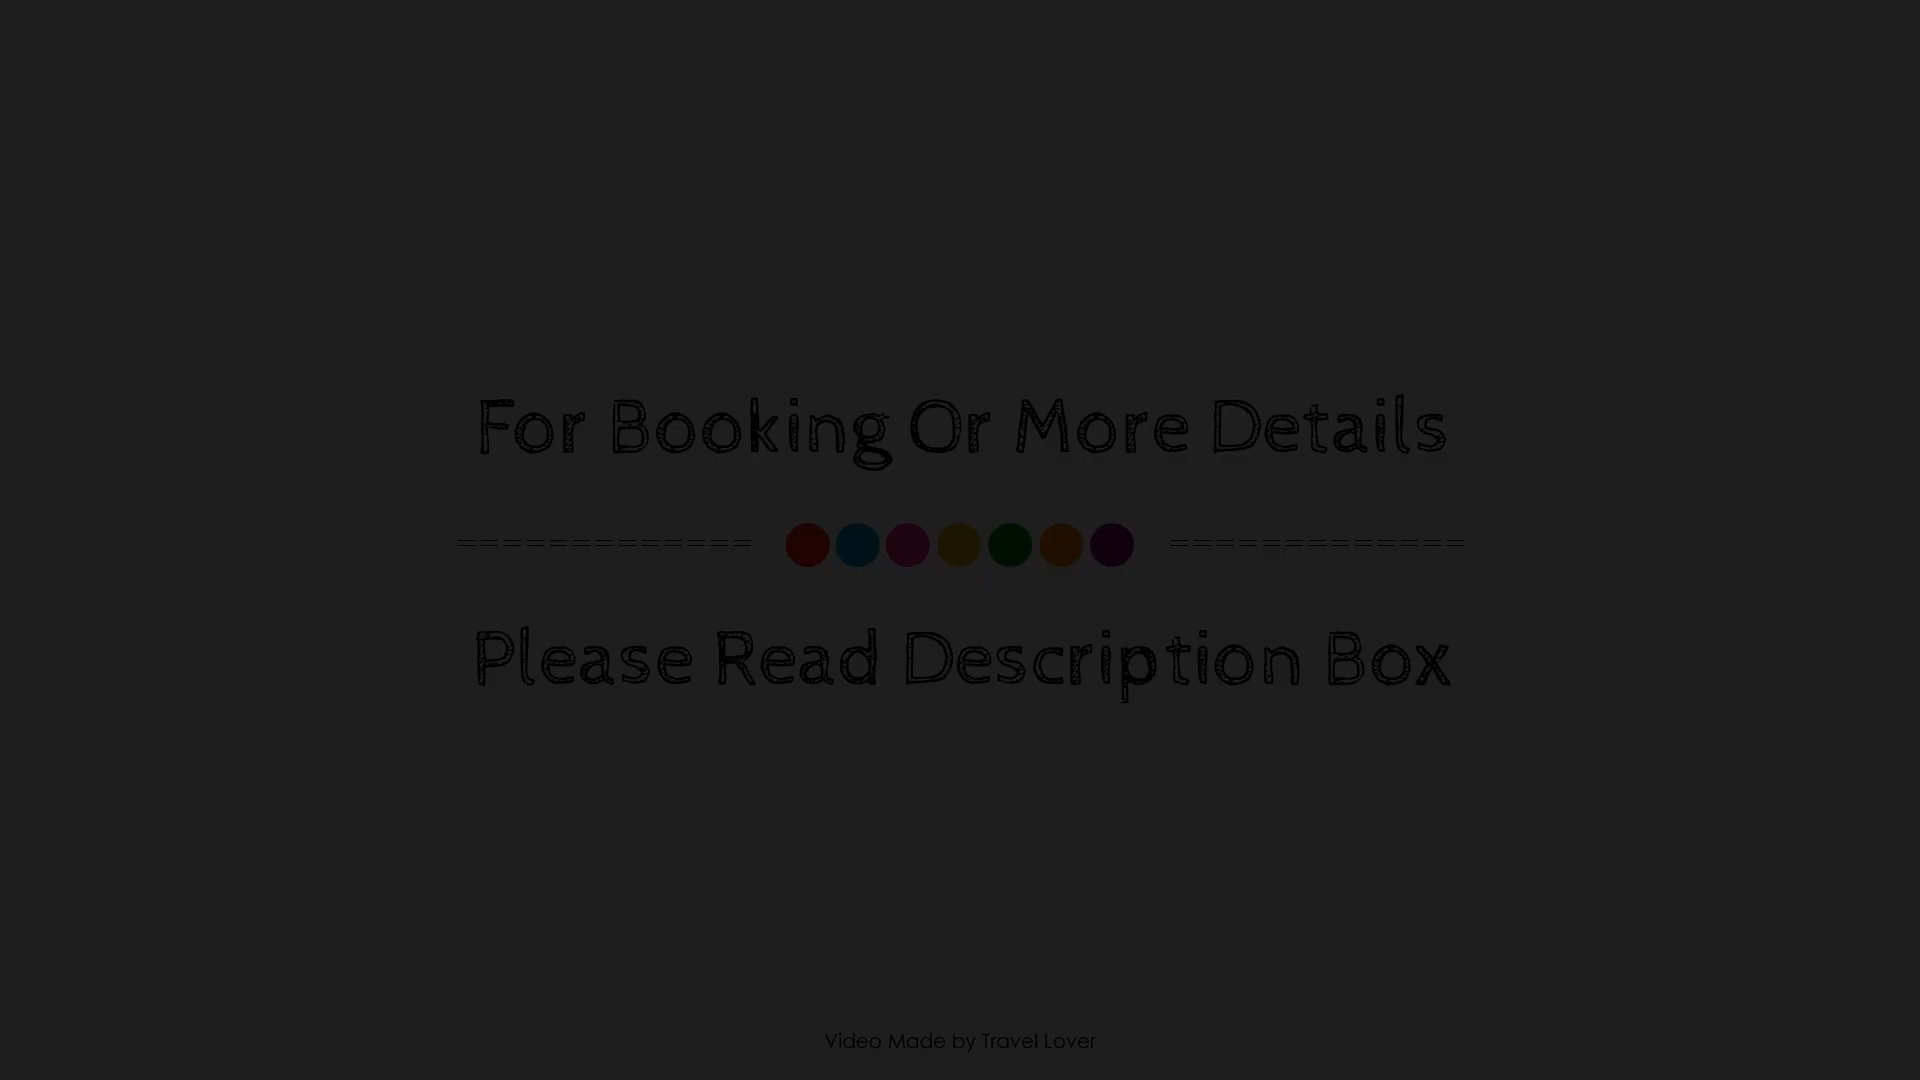 For Booking Or More Details
============= =============
Please Read Description Box
Video Made by Travel Lover